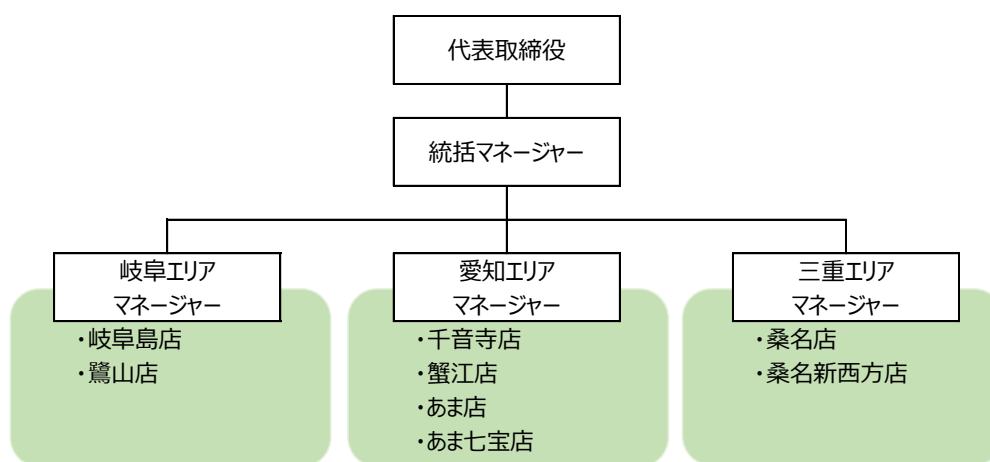 代表取締役
統括マネージャー
岐阜エリア
マネージャー
・岐阜島店
・鷺山店
愛知エリア
マネージャー
・千音寺店
・蟹江店
・あま店
・あま七宝店
三重エリア
マネージャー
・桑名店
・桑名新西方店